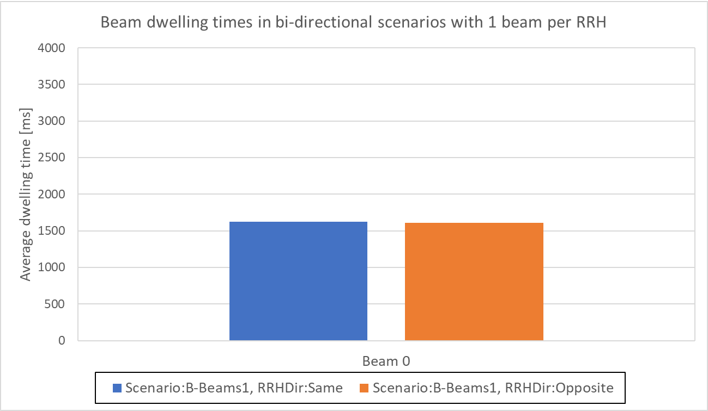 Beam dwelling times in bi-directional scenarios with 1 beam per RRH
Average dwelling time [ms]
4000
3500
3000
2500
2000
1500
1000
500
0
Beam 0
Scenario:B-Beams1, RRHDir:Same Scenario:B-Beams1, RRHDir:Opposite